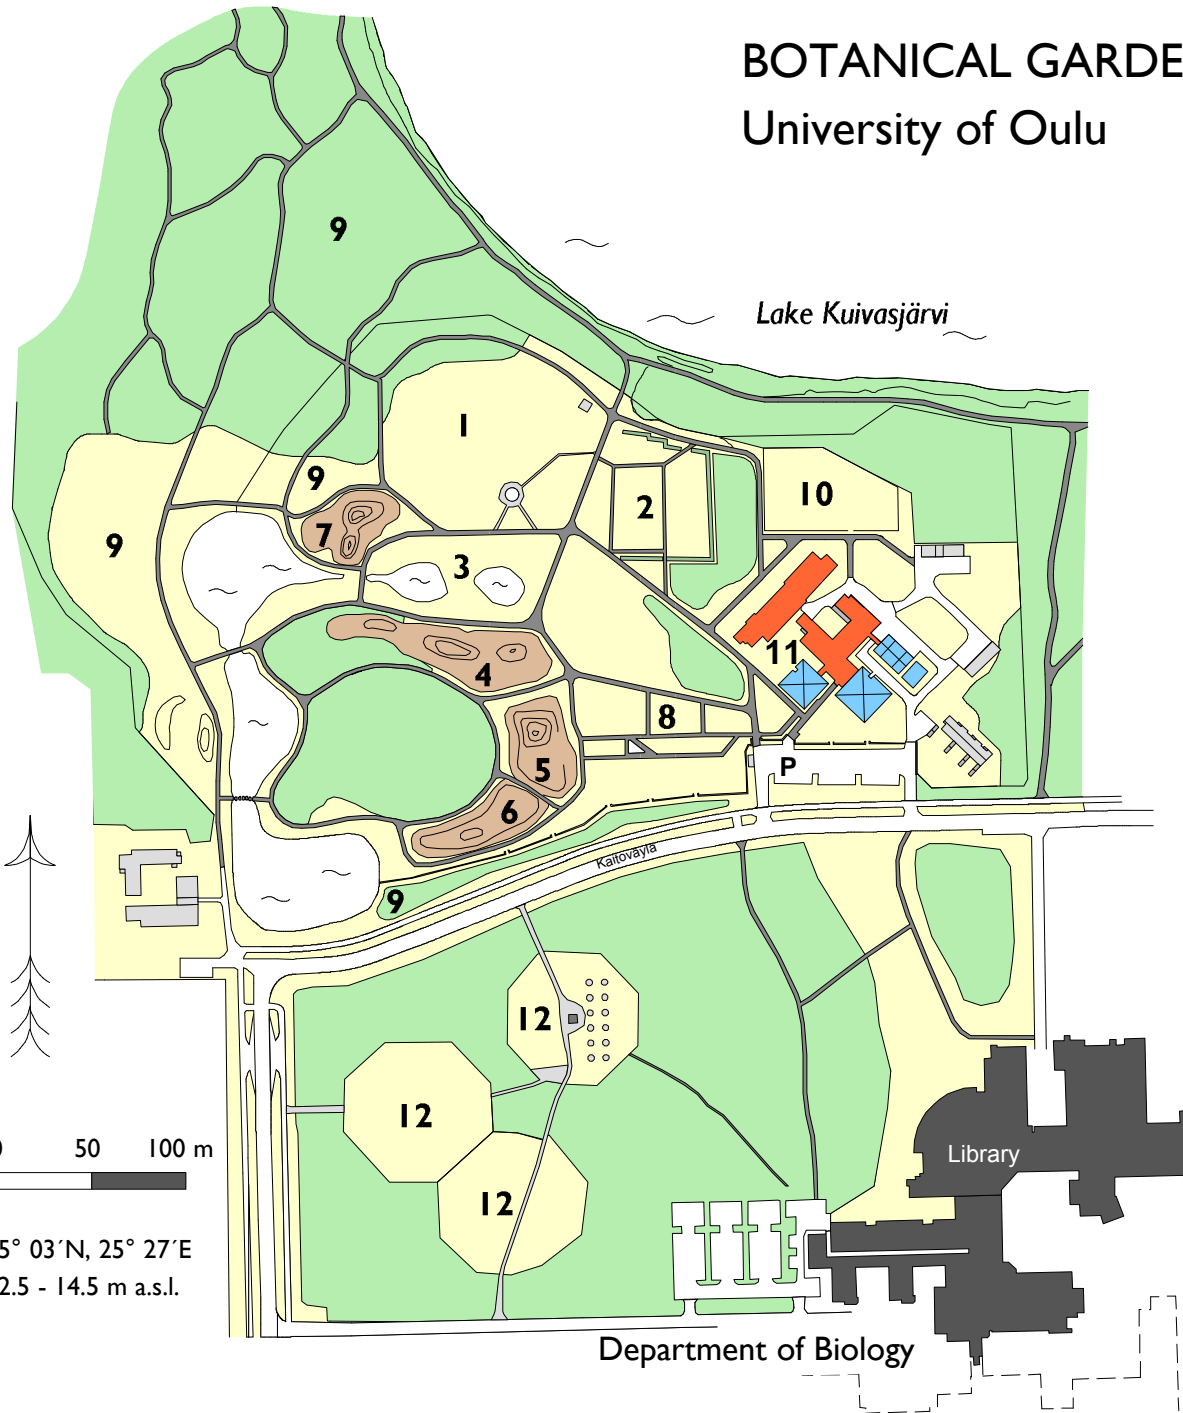 BOTANICAL GARDE
University of Oulu
9
Lake Kuivasjärvi
1
9
2
10
7
9
3
11
4
8
5
P
6
Kaitoväylä
9
12
12
50 100 m
Library
12
5° 03´N, 25° 27´E
2.5 - 14.5 m a.s.l.
Department of Biology